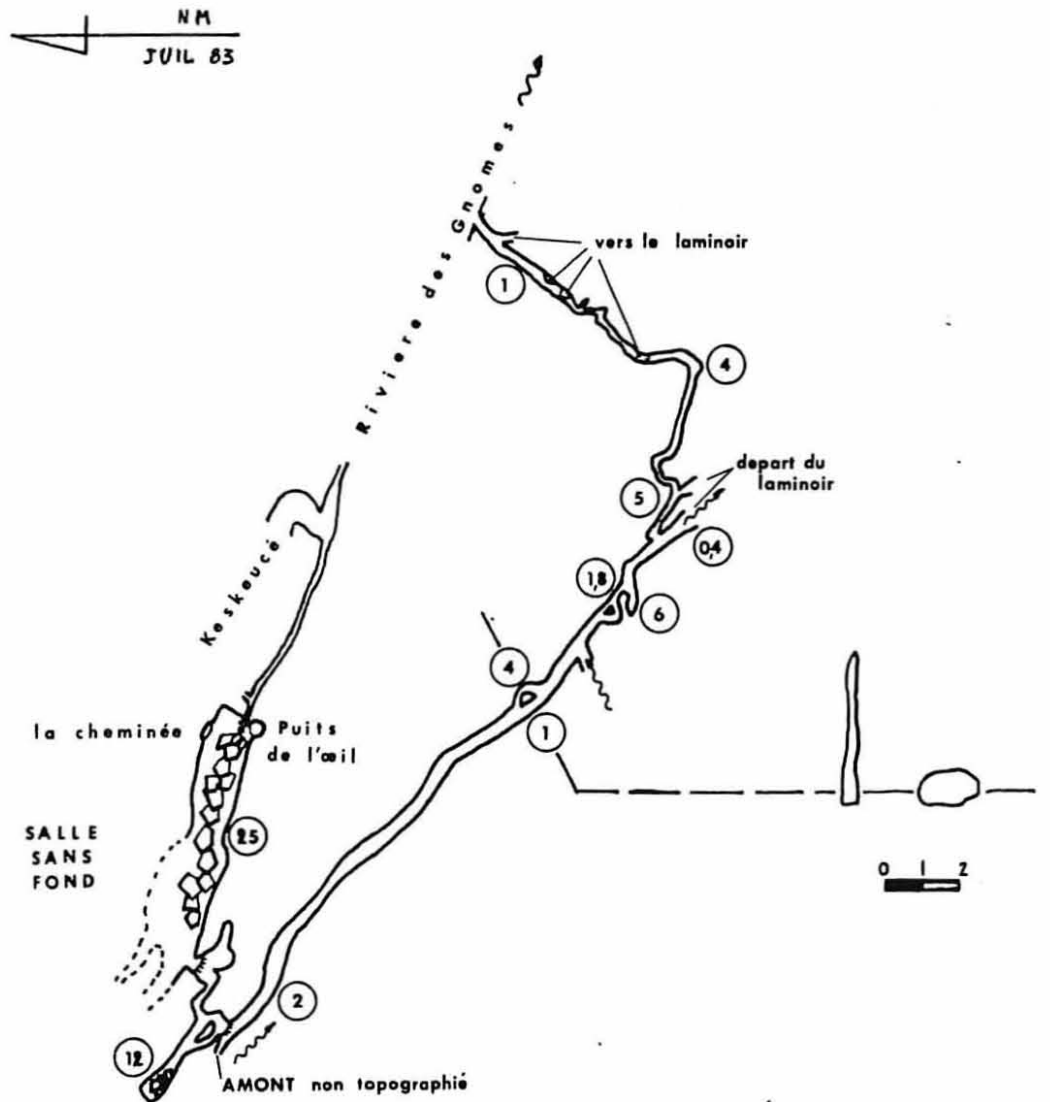 NM
JUIL 83
Riviere des Gnomes
vers le laminoir
1
4
depart du
laminoir
5
0,4
1,8
6
Keskeucé
4
1
la cheminée
Puits
de l'œil
SALLE
SANS
FOND
25
0 1 2
2
12
AMONT non topographié